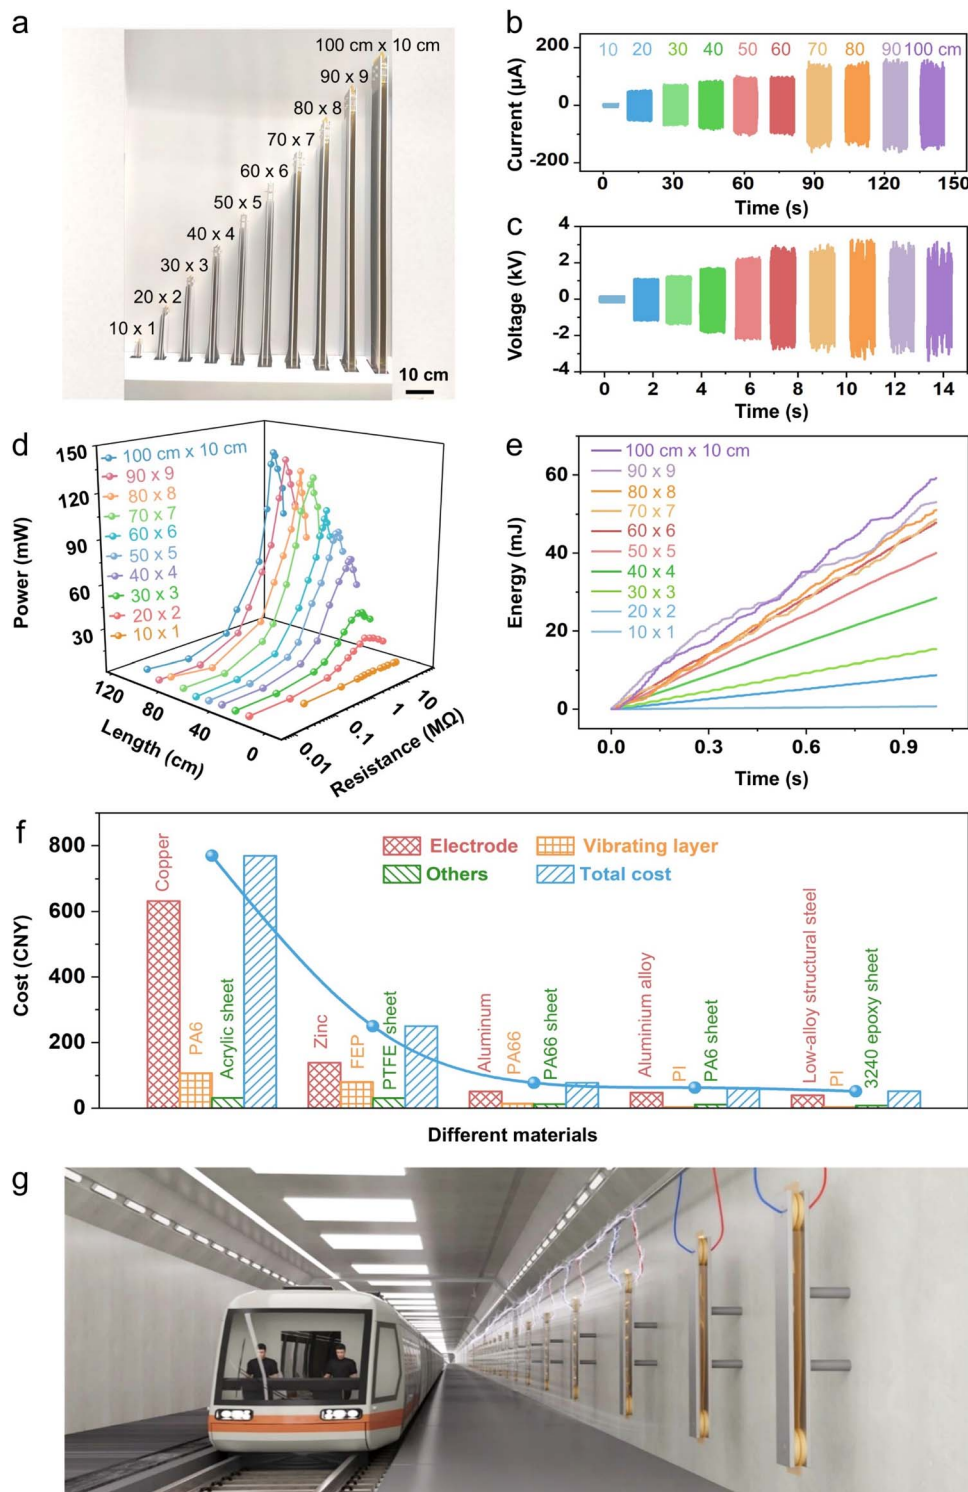 a
100 cm x 10 cm
90 x 9
80 x 8
70 x 7
60 x 6
50 x 5
40 x 4
30 x 3
20 x 2
10 x 1
10 cm
b
Current (µA)
200
0
-200
10 20 30 40 50 60 70 80 90 100 cm
0 30 60 90 120 150
Time (s)
c
Voltage (kV)
4
2
0
-2
-4
0 2 4 6 8 10 12 14
Time (s)
d
Power (mW)
150
120
90
60
30
100 cm x 10 cm
90 x 9
80 x 8
70 x 7
60 x 6
50 x 5
40 x 4
30 x 3
20 x 2
10 x 1
120 80 40 0
Length (cm)
0.01 0.1 1 10
Resistance (MΩ)
e
Energy (mJ)
60
40
20
0
100 cm x 10 cm
90 x 9
80 x 8
70 x 7
60 x 6
50 x 5
40 x 4
30 x 3
20 x 2
10 x 1
0.0 0.3 0.6 0.9
Time (s)
f
Cost (CNY)
800
600
400
200
0
Electrode Vibrating layer
Others Total cost
Copper
PA6
Acrylic sheet
Zinc
FEP
PTFE sheet
Aluminum
PA66
PA66 sheet
Aluminium alloy
PI
PA6 sheet
Low-alloy structural steel
PI
3240 epoxy sheet
Different materials
g